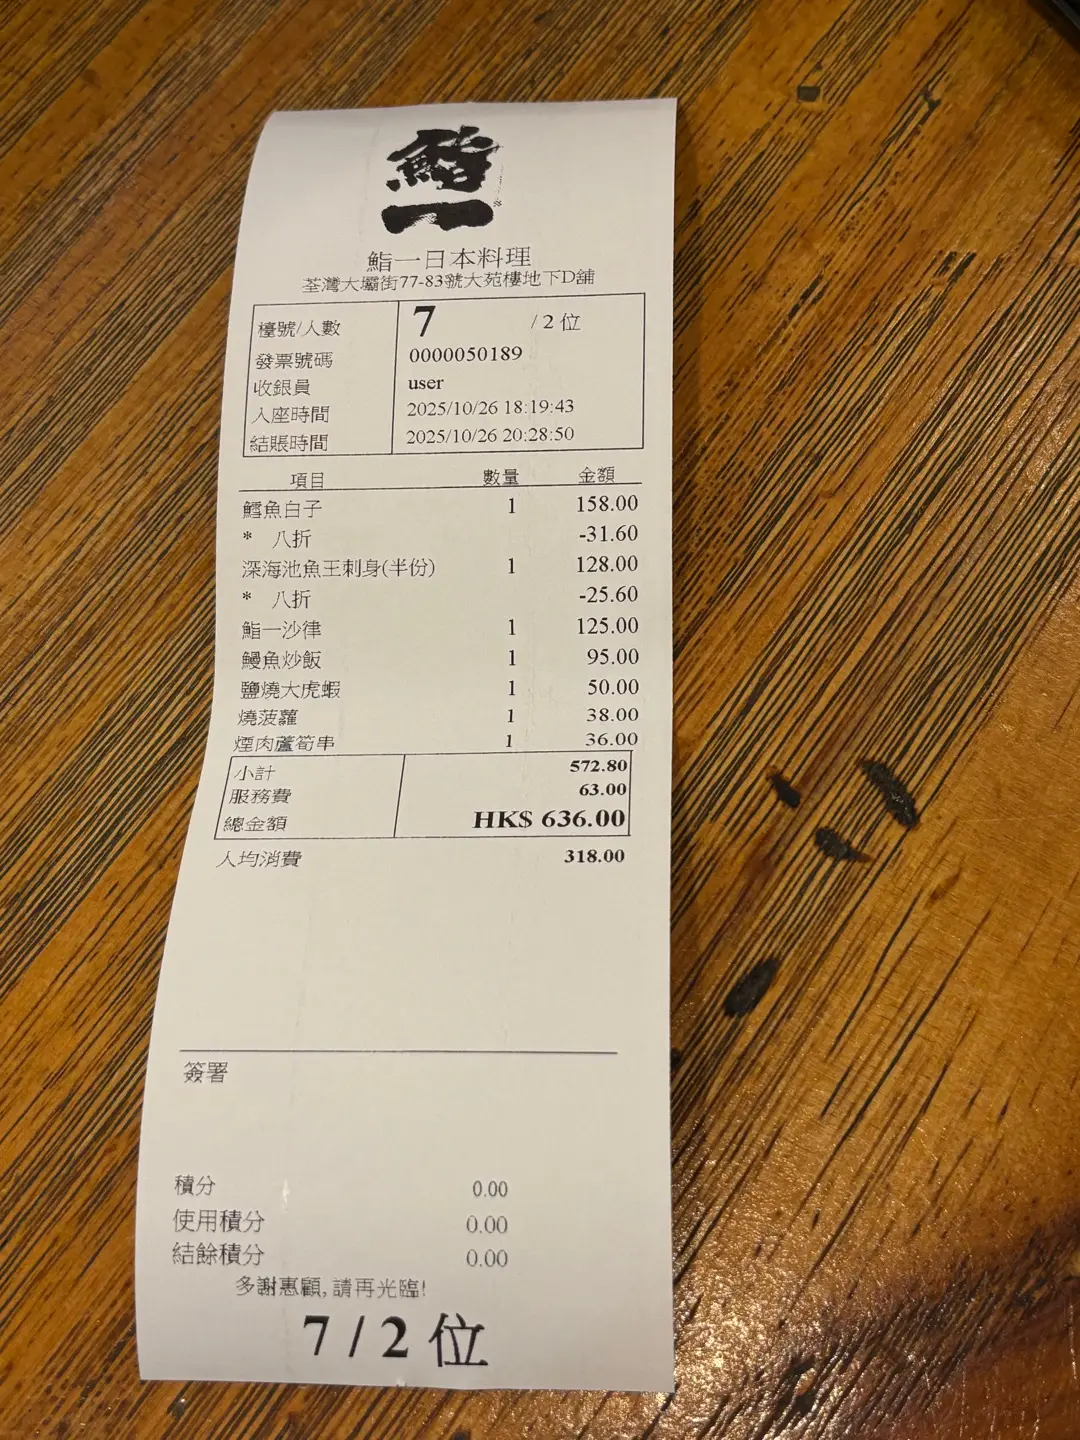 鮨
一
鮨一日本料理
荃灣大壩街77-83號大苑樓地下D舖
檯號/人數 7 / 2 位
發票號碼 0000050189
收銀員 user
入座時間 2025/10/26 18:19:43
結賬時間 2025/10/26 20:28:50
項目 數量 金額
鱈魚白子 1 158.00
* 八折 -31.60
深海池魚王刺身(半份) 1 128.00
* 八折 -25.60
鮨一沙律 1 125.00
鰻魚炒飯 1 95.00
鹽燒大虎蝦 1 50.00
燒菠蘿 1 38.00
煙肉蘆筍串 1 36.00
小計 572.80
服務費 63.00
總金額 HK$ 636.00
人均消費 318.00
簽署
積分 0.00
使用積分 0.00
結餘積分 0.00
多謝惠顧, 請再光臨!
7 / 2 位